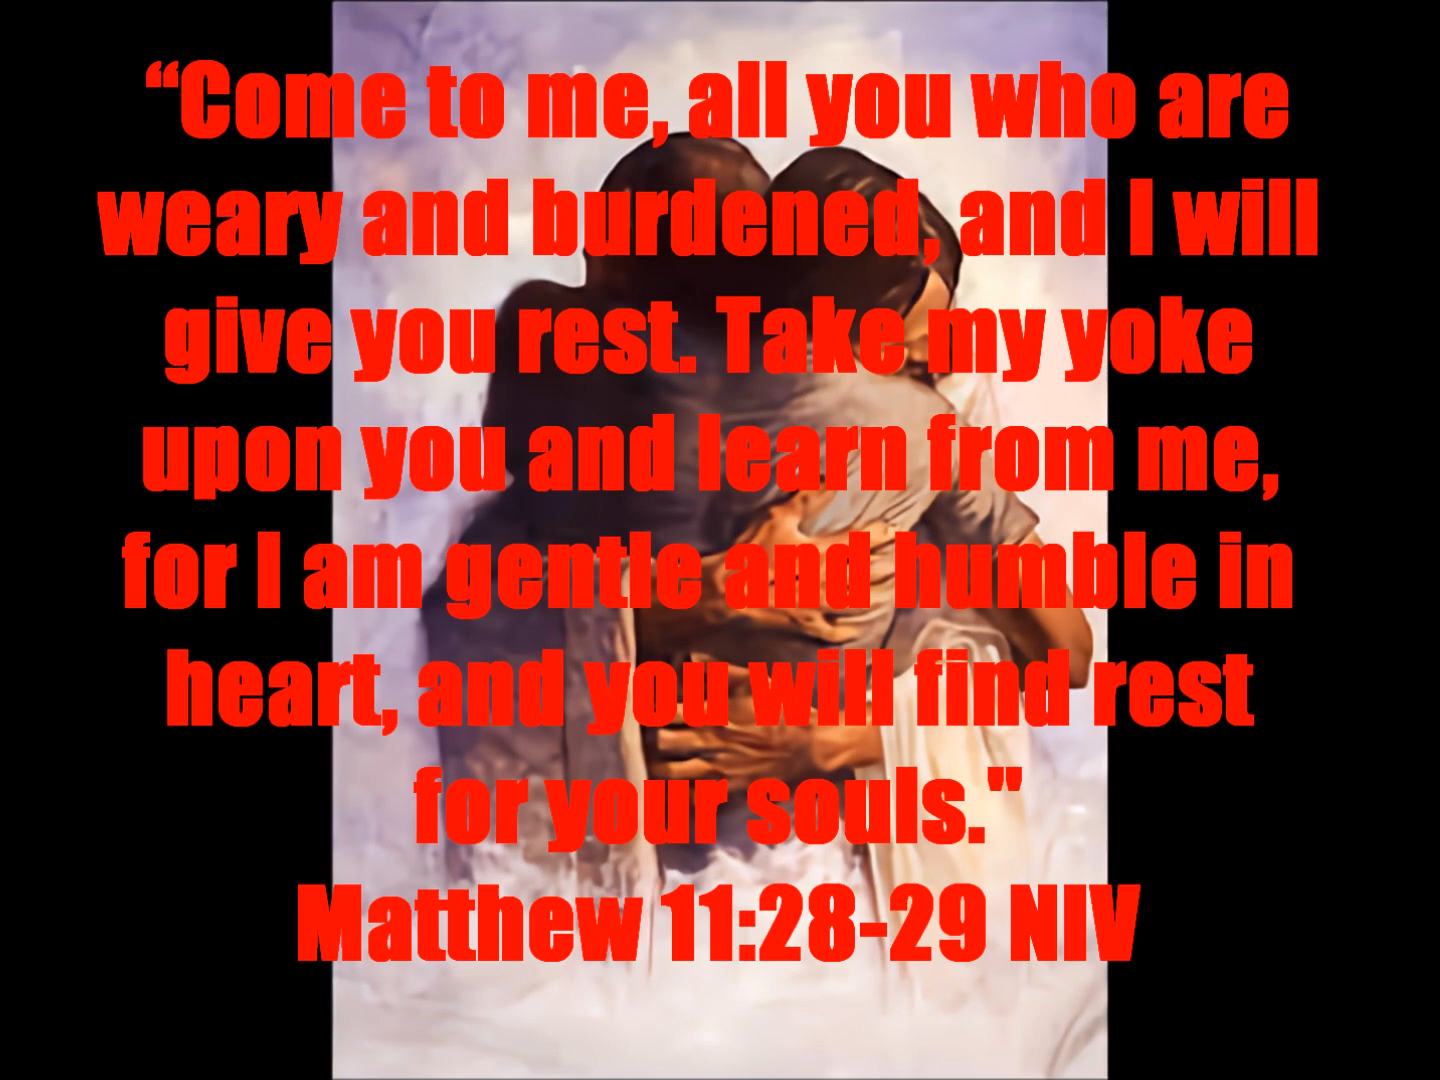 “Come to me, all you who are
weary and burdened, and I will
give you rest. Take my yoke
upon you and learn from me,
for I am gentle and humble in
heart, and you will find rest
for your souls."
Matthew 11:28-29 NIV